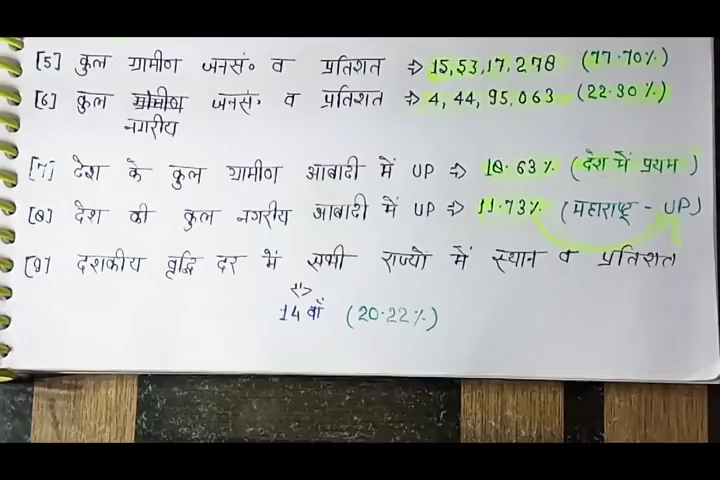 [5] कुल ग्रामीण जनसं॰ व प्रतिशत ⇒ 15,53,17,278 (77.70%)
[6] कुल ग्रामीण जनसं॰ व प्रतिशत ⇒ 4,44,95,063 (22.30%)
नगरीय
[7] देश के कुल ग्रामीण आबादी में UP ⇒ 18.63% (देश में प्रथम)
[8] देश की कुल नगरीय आबादी में UP ⇒ 11.73% (महाराष्ट्र - UP)
[9] दशकीय वृद्धि दर में सभी राज्यों में स्थान व प्रतिशत
14 वाँ (20.22%)